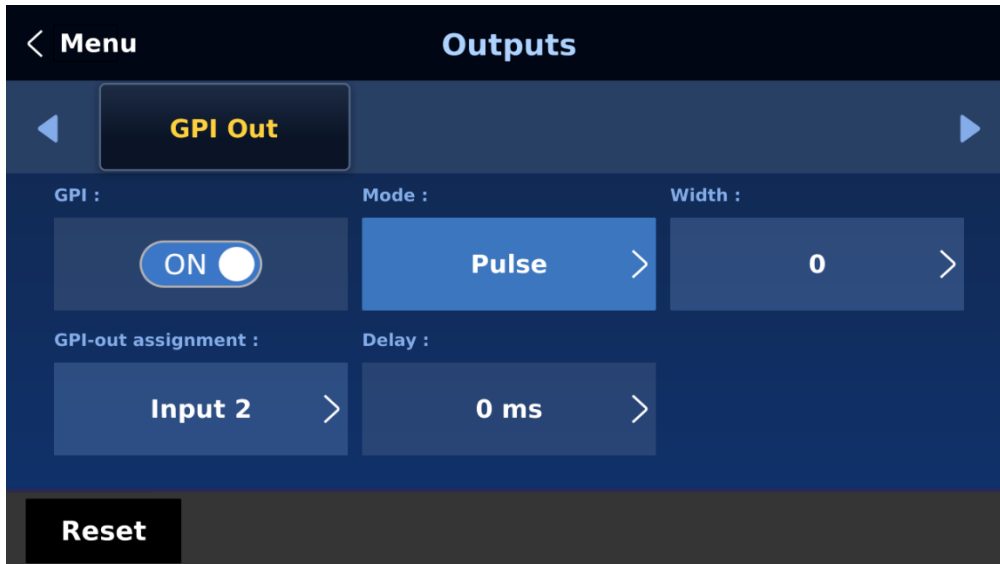 Menu
Outputs
GPI Out
GPI :
Mode :
Width :
ON
Pulse
0
GPI-out assignment :
Delay :
Input 2
0 ms
Reset